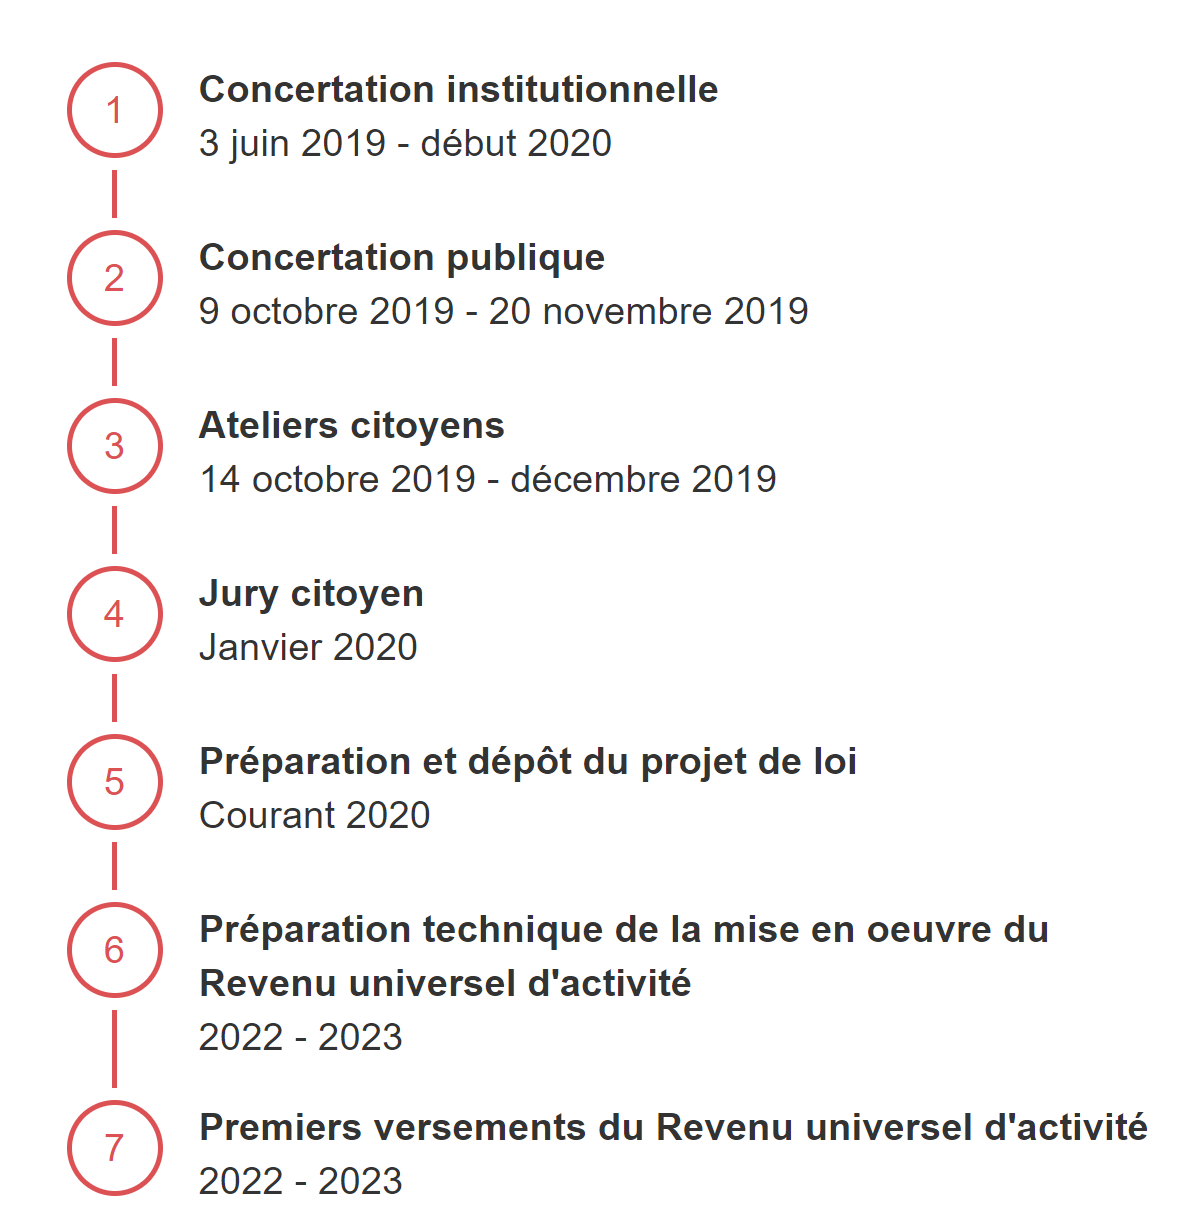 1
Concertation institutionnelle
3 juin 2019 - début 2020
2
Concertation publique
9 octobre 2019 - 20 novembre 2019
3
Ateliers citoyens
14 octobre 2019 - décembre 2019
4
Jury citoyen
Janvier 2020
5
Préparation et dépôt du projet de loi
Courant 2020
6
Préparation technique de la mise en oeuvre du
Revenu universel d'activité
2022 - 2023
7
Premiers versements du Revenu universel d'activité
2022 - 2023